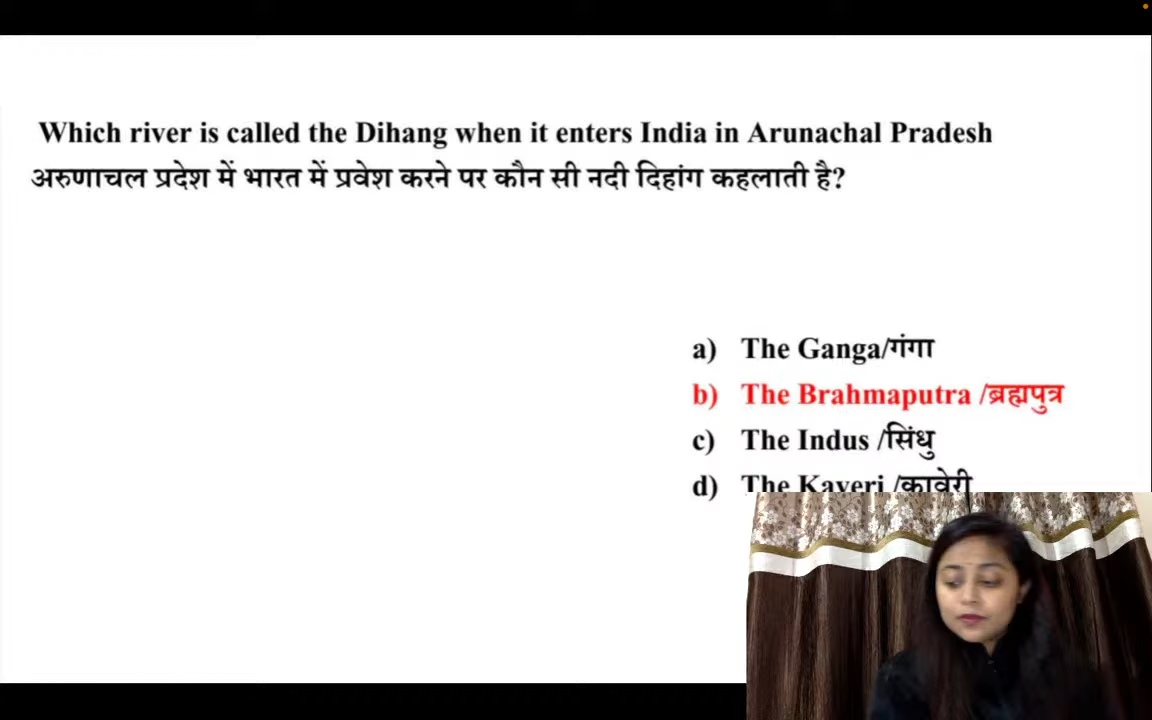 Which river is called the Dihang when it enters India in Arunachal Pradesh
अरुणाचल प्रदेश में भारत में प्रवेश करने पर कौन सी नदी दिहांग कहलाती है?
a) The Ganga/गंगा
b) The Brahmaputra /ब्रह्मपुत्र
c) The Indus /सिंधु
d) The Kaveri /कावेरी